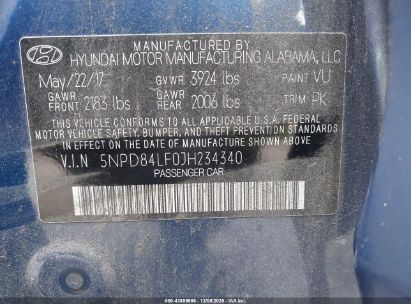 MANUFACTURED BY
HYUNDAI MOTOR MANUFACTURING ALABAMA, LLC
May/22/17 GVWR 3924 lbs PAINT VU
GAWR FRONT 2183 lbs GAWR REAR 2006 lbs TRIM PK
THIS VEHICLE CONFORMS TO ALL APPLICABLE U.S.A. FEDERAL
MOTOR VEHICLE SAFETY, BUMPER, AND THEFT PREVENTION STANDARDS
IN EFFECT ON THE DATE OF MANUFACTURE SHOWN ABOVE.
V.I.N 5NPD84LF0JH234340
PASSENGER CAR